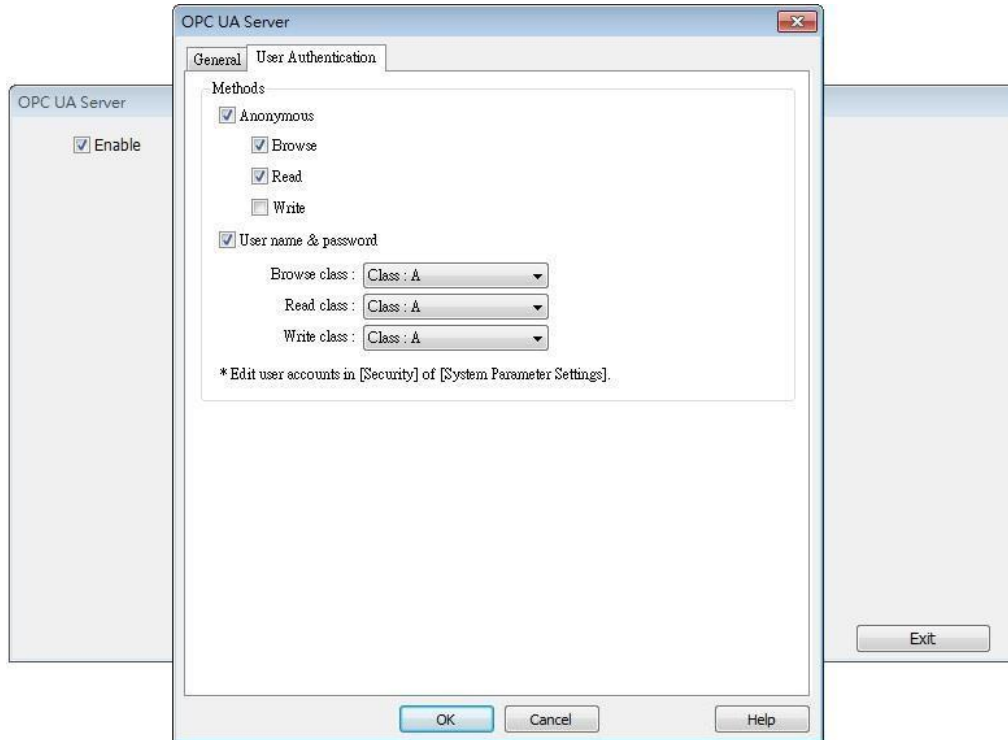 OPC UA Server
General
User Authentication
Methods
Anonymous
Browse
Read
Write
User name & password
Browse class : Class : A
Read class : Class : A
Write class : Class : A
* Edit user accounts in [Security] of [System Parameter Settings].
OK
Cancel
Help
OPC UA Server
Enable
Exit